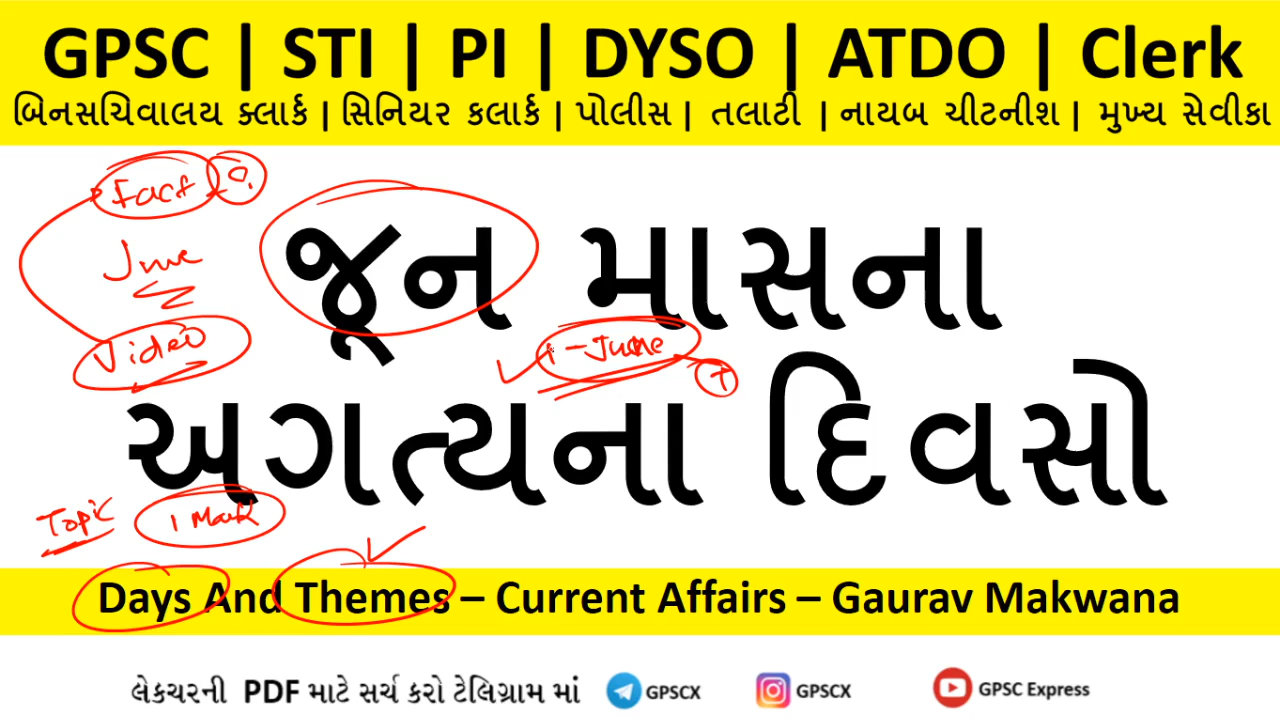 GPSC | STI | PI | DYSO | ATDO | Clerk
બિનસચિવાલય ક્લાર્ક | સિનિયર કલાર્ક | પોલીસ | તલાટી | નાયબ ચીટનીશ | મુખ્ય સેવીકા
Fact
June
Video
જૂન માસના
1 - June
+
અગત્યના દિવસો
Topic 1 Mark
Days And Themes – Current Affairs – Gaurav Makwana
લેકચરની PDF માટે સર્ચ કરો ટેલિગ્રામ માં GPSCX GPSCX GPSC Express